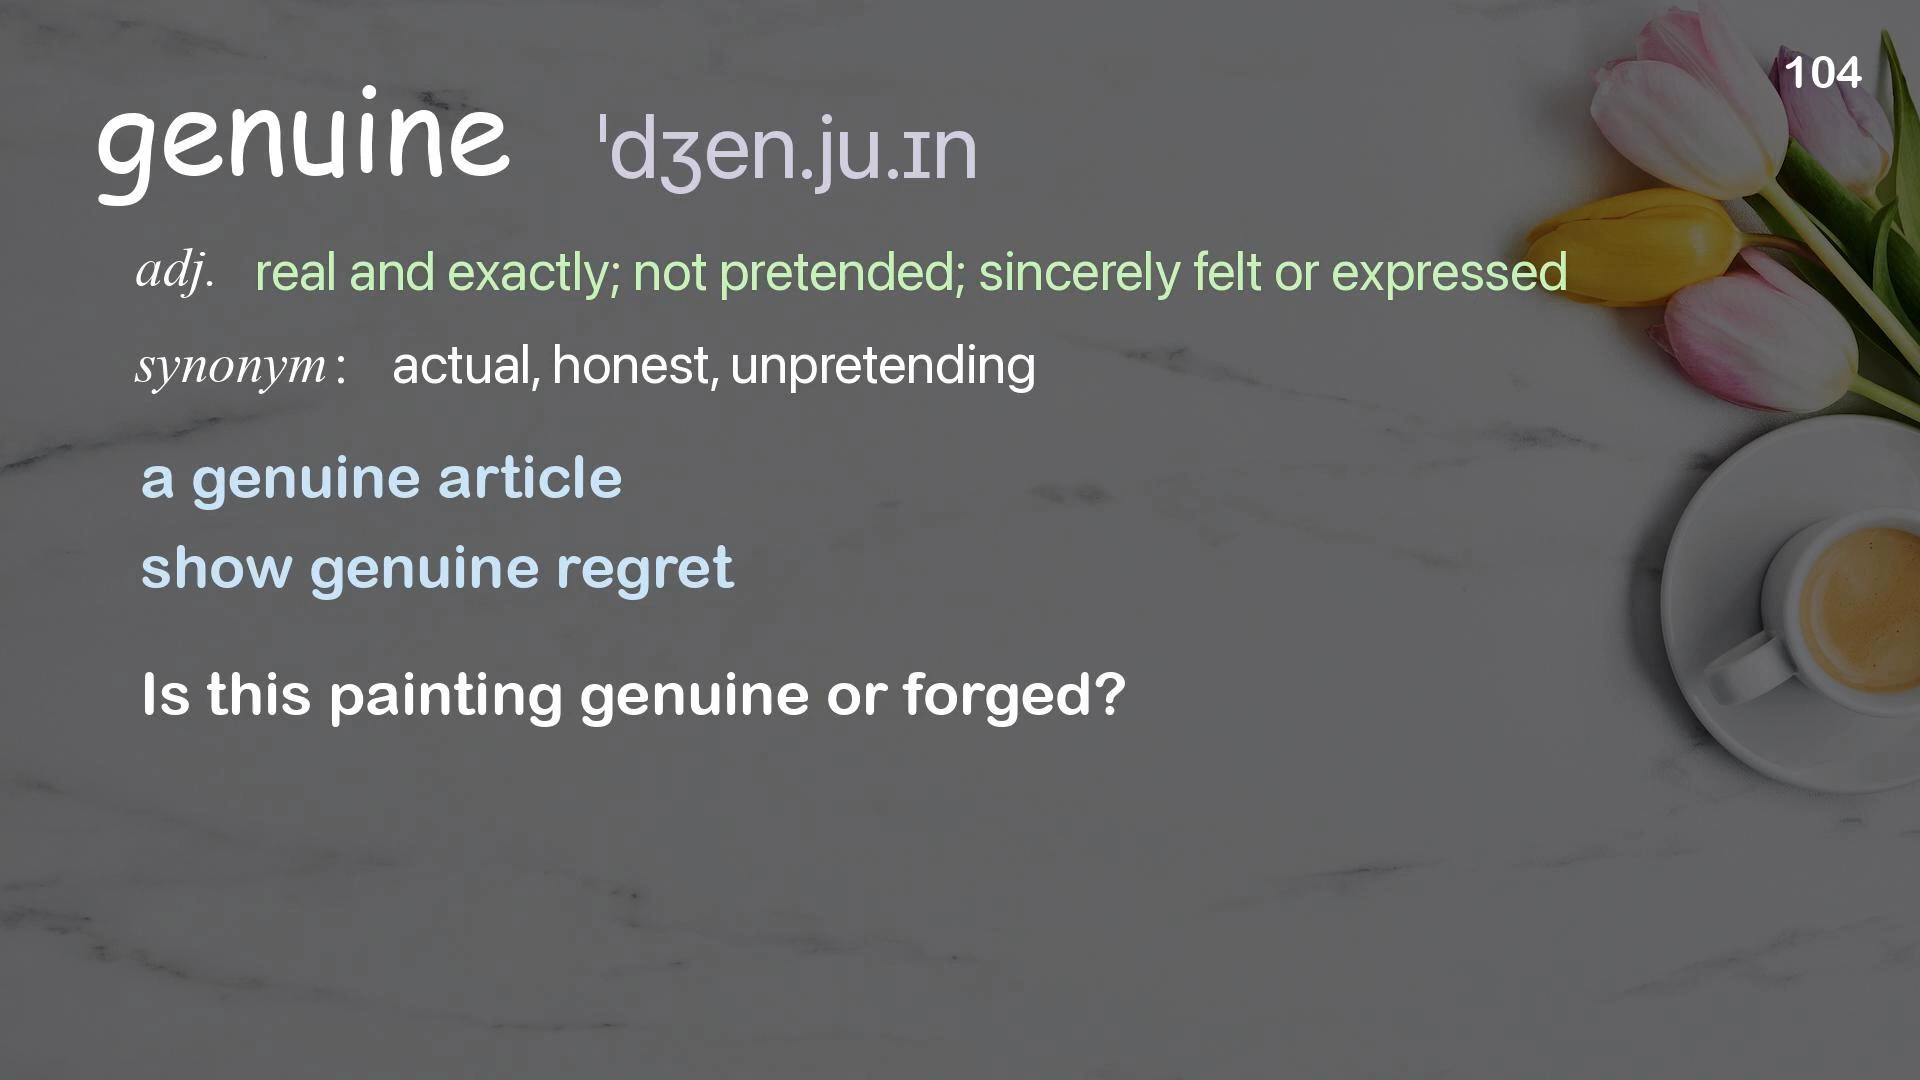 104
genuine ˈdʒen.ju.ɪn
adj. real and exactly; not pretended; sincerely felt or expressed
synonym : actual, honest, unpretending
a genuine article
show genuine regret
Is this painting genuine or forged?